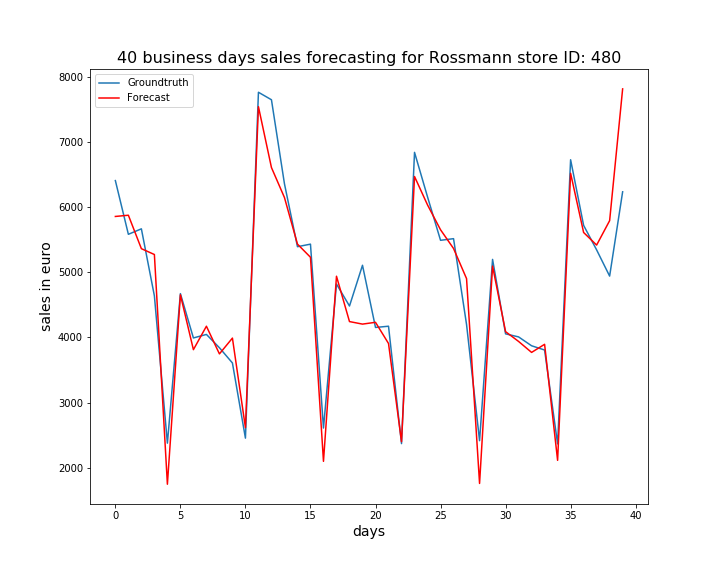 40 business days sales forecasting for Rossmann store ID: 480
Groundtruth
Forecast
8000
7000
6000
5000
4000
3000
2000
sales in euro
0 5 10 15 20 25 30 35 40
days